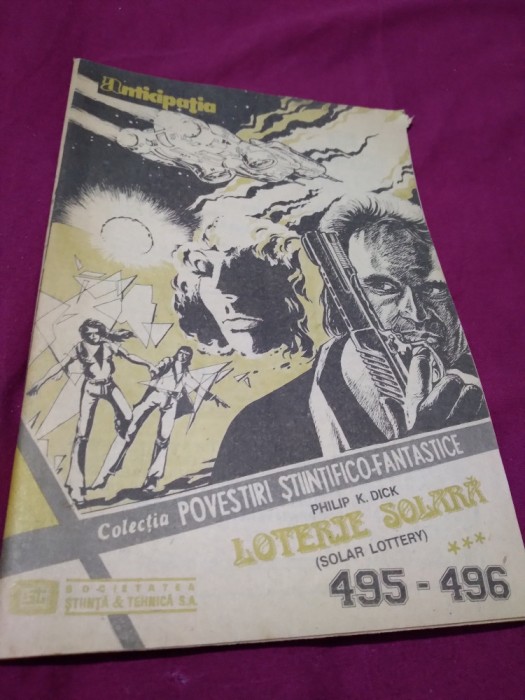 Anticipația
Colecția POVESTIRI ȘTIINȚIFICO-FANTASTICE
PHILIP K. DICK
LOTERIE SOLARĂ
(SOLAR LOTTERY)
***
495 - 496
SOCIETATEA
ȘTIINȚĂ & TEHNICĂ S.A.